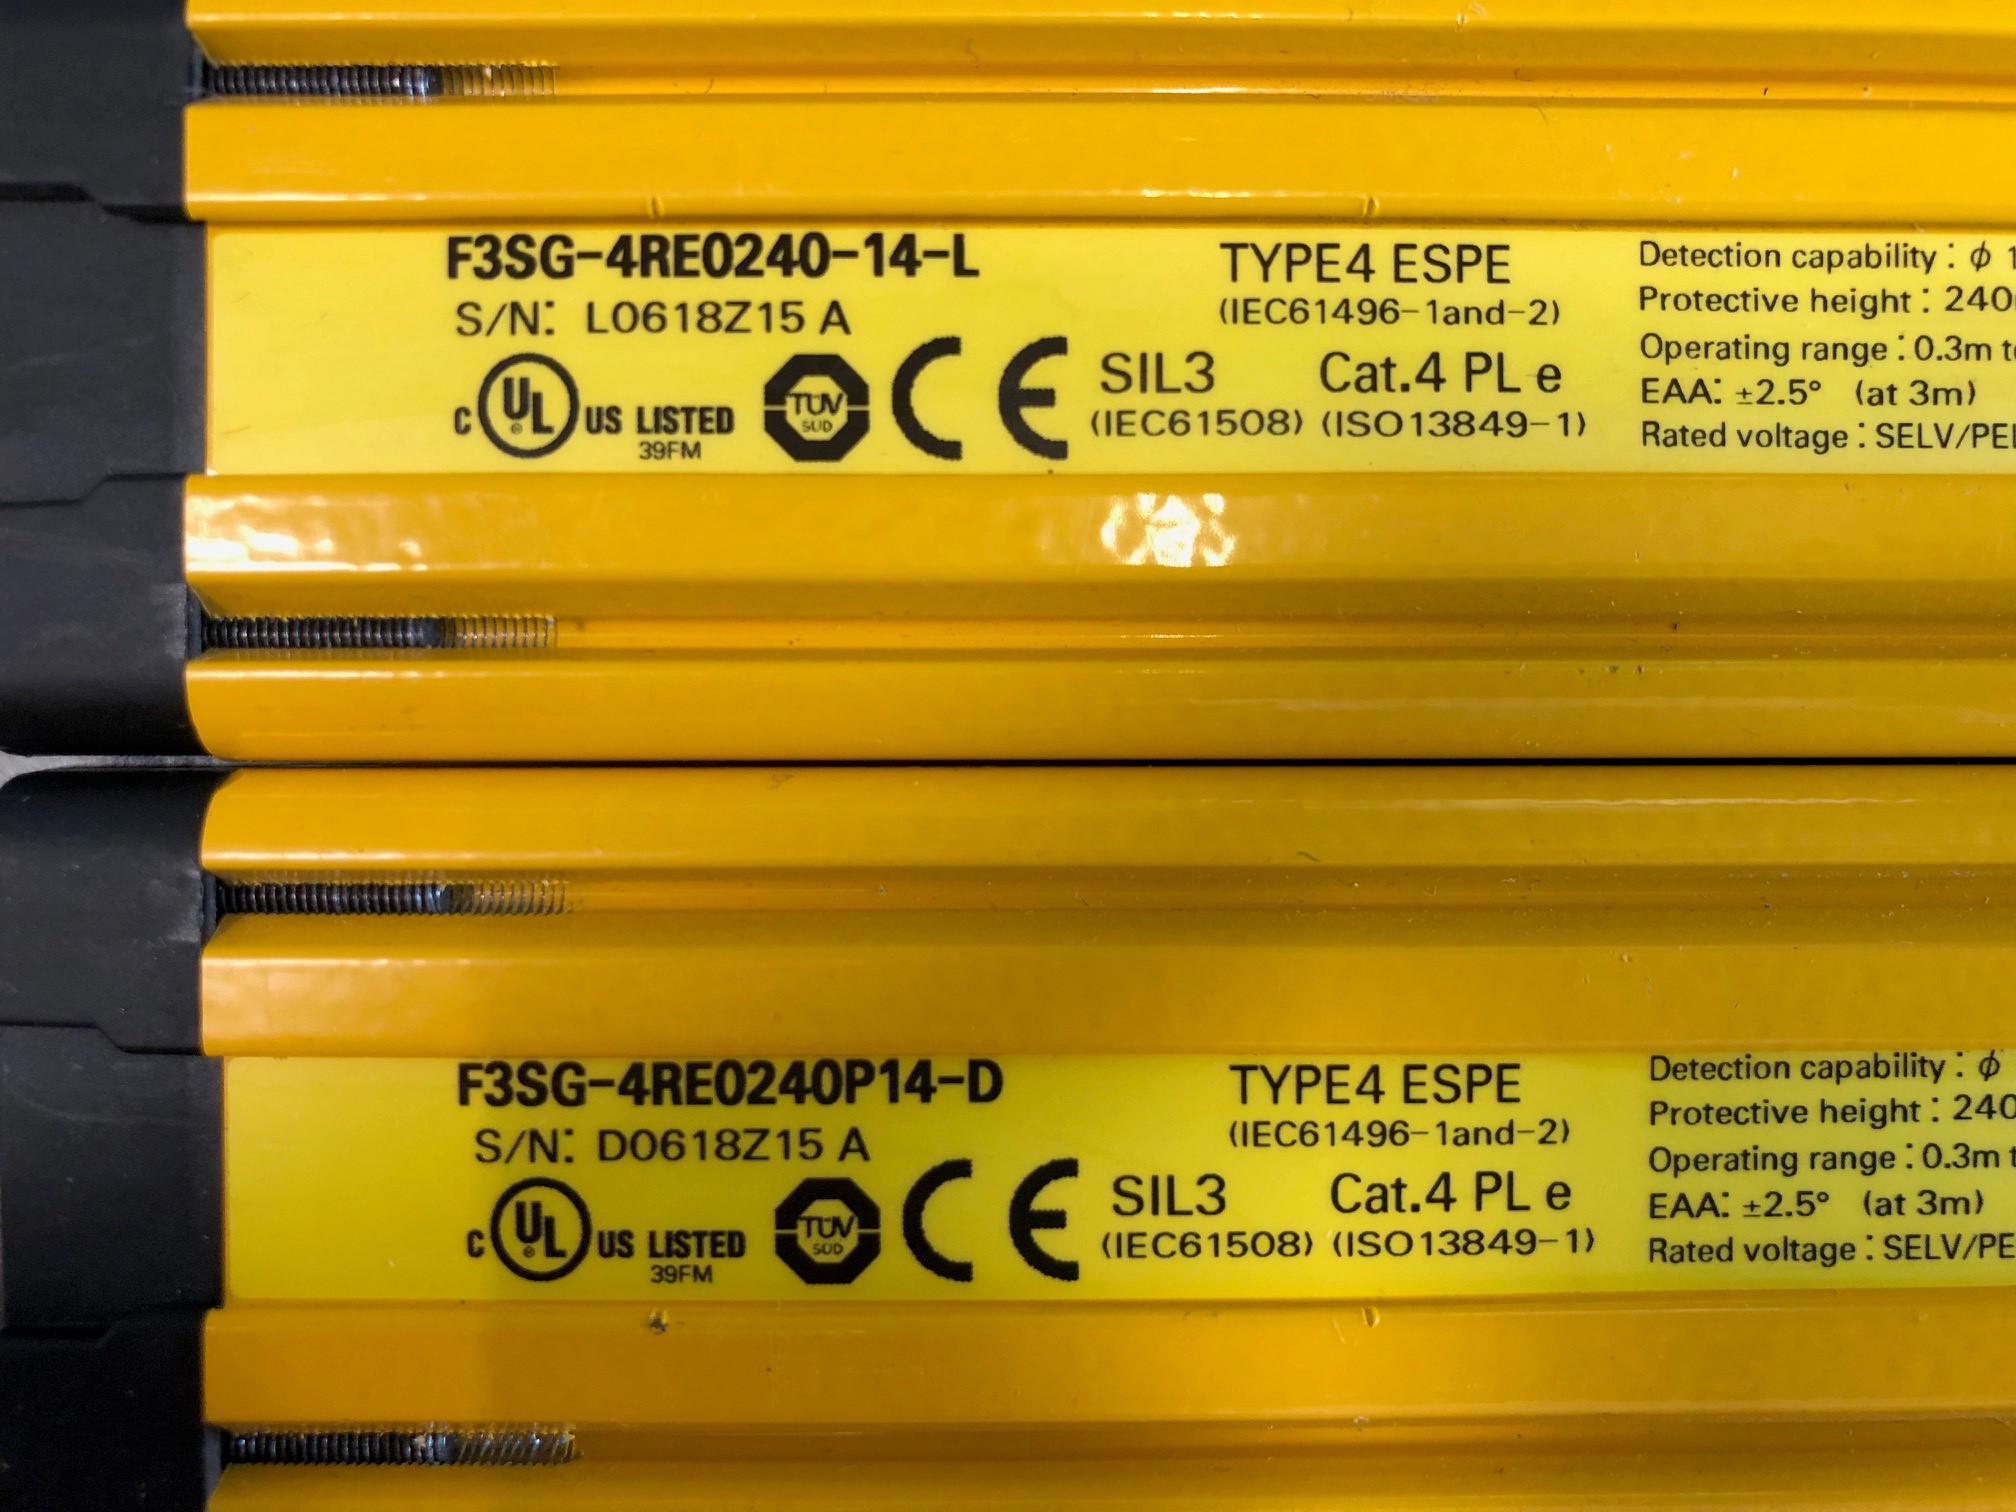 F3SG-4RE0240-14-L
S/N: L0618Z15 A
C UL ® US LISTED
39FM
TÜV
SÜD
CE
TYPE4 ESPE
(IEC61496-1and-2)
SIL3 Cat.4 PL e
(IEC61508) (ISO13849-1)
Detection capability : ϕ 1
Protective height : 240
Operating range : 0.3m t
EAA: ±2.5° (at 3m)
Rated voltage : SELV/PEL
F3SG-4RE0240P14-D
S/N: D0618Z15 A
C UL ® US LISTED
39FM
TÜV
SÜD
CE
TYPE4 ESPE
(IEC61496-1and-2)
SIL3 Cat.4 PL e
(IEC61508) (ISO13849-1)
Detection capability : ϕ
Protective height : 240
Operating range : 0.3m t
EAA: ±2.5° (at 3m)
Rated voltage : SELV/PE